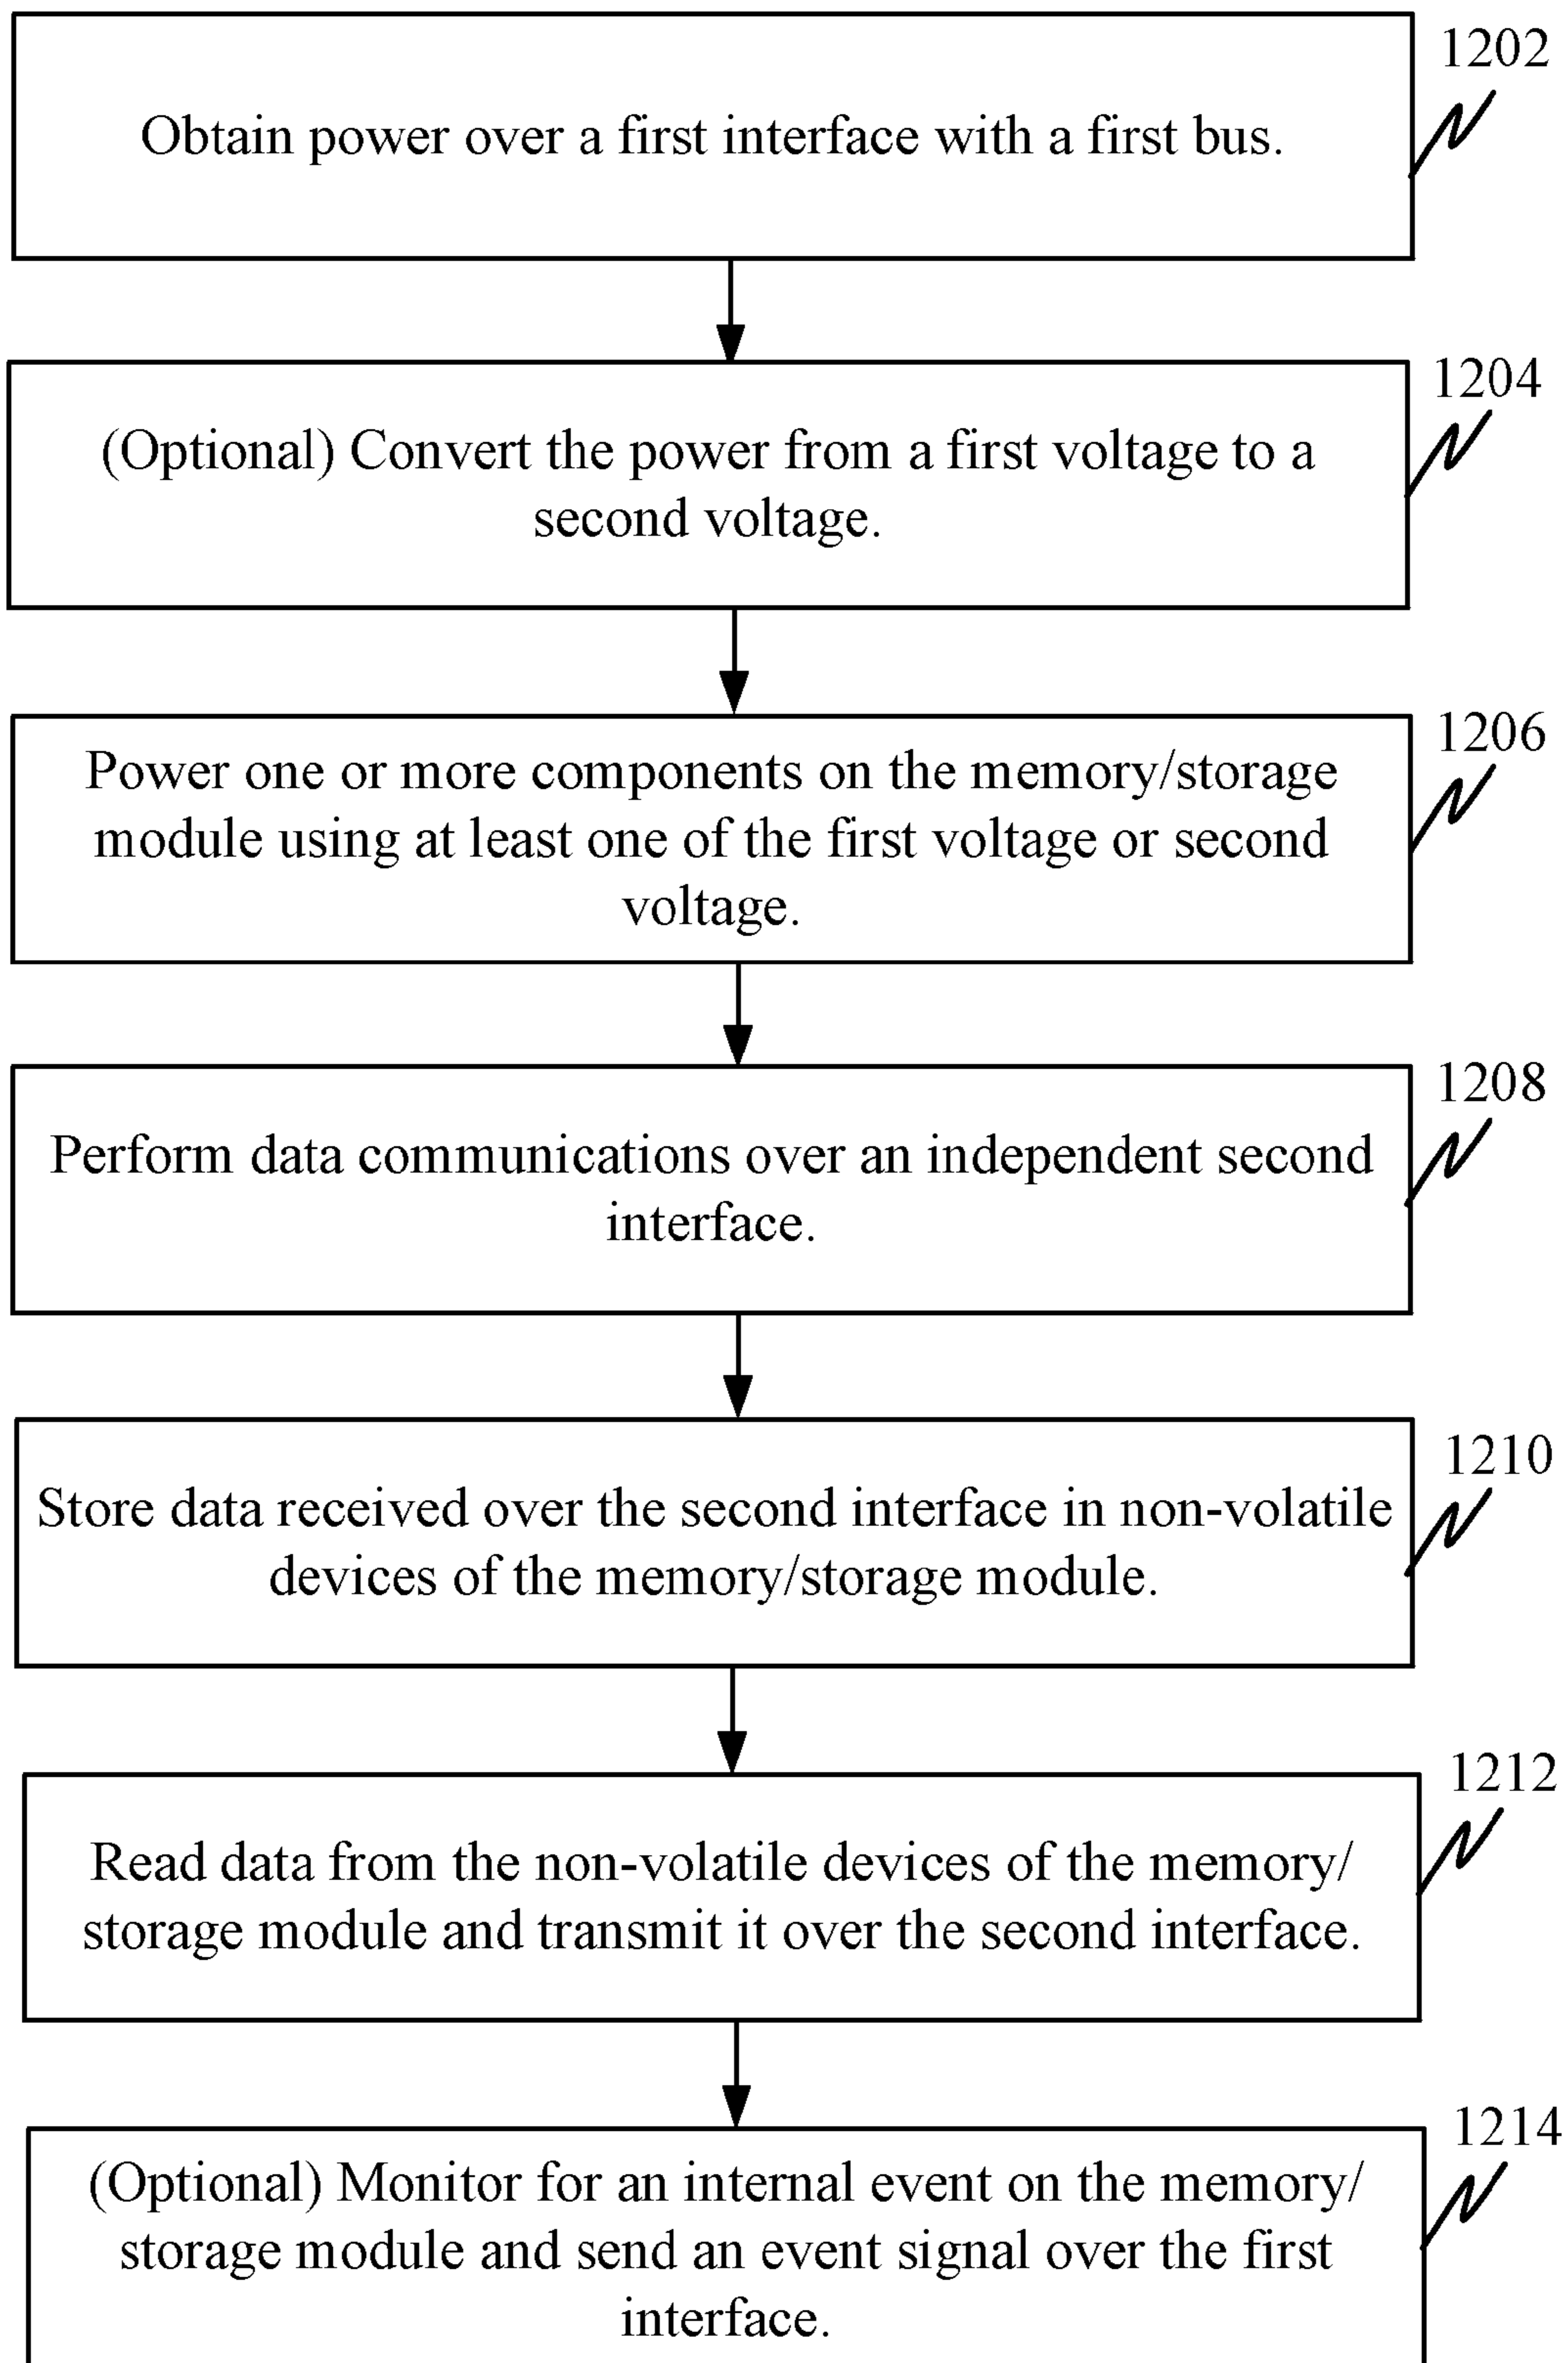 1202
Obtain power over a first interface with a first bus.
1204
(Optional) Convert the power from a first voltage to a
second voltage.
1206
Power one or more components on the memory/storage
module using at least one of the first voltage or second
voltage.
1208
Perform data communications over an independent second
interface.
1210
Store data received over the second interface in non-volatile
devices of the memory/storage module.
1212
Read data from the non-volatile devices of the memory/
storage module and transmit it over the second interface.
1214
(Optional) Monitor for an internal event on the memory/
storage module and send an event signal over the first
interface.